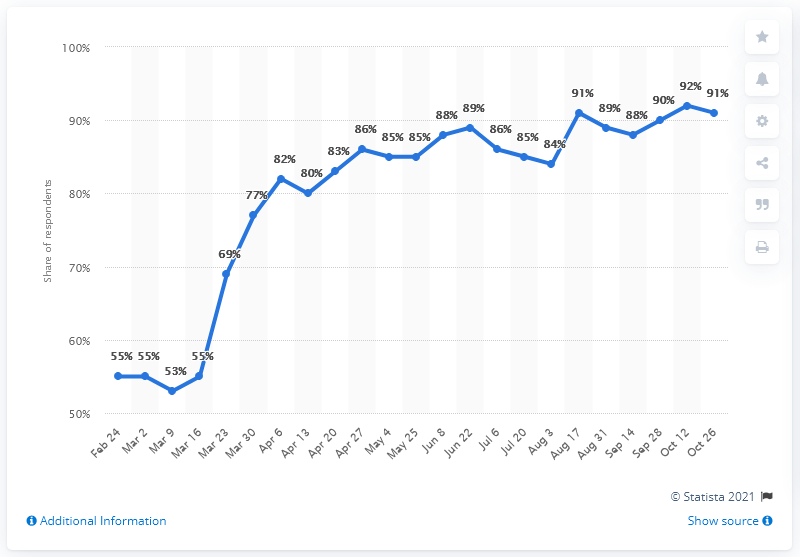 100%
90%
80%
70%
60%
50%
Share of respondents
55%
55%
53%
55%
69%
77%
82%
80%
83%
86%
85%
85%
88%
89%
86%
85%
84%
91%
89%
88%
90%
92%
91%
Feb 24
Mar 2
Mar 9
Mar 16
Mar 23
Mar 30
Apr 6
Apr 13
Apr 20
Apr 27
May 4
May 25
Jun 8
Jun 22
Jul 6
Jul 20
Aug 3
Aug 17
Aug 31
Sep 14
Sep 28
Oct 12
Oct 26
© Statista 2021
Additional Information
Show source